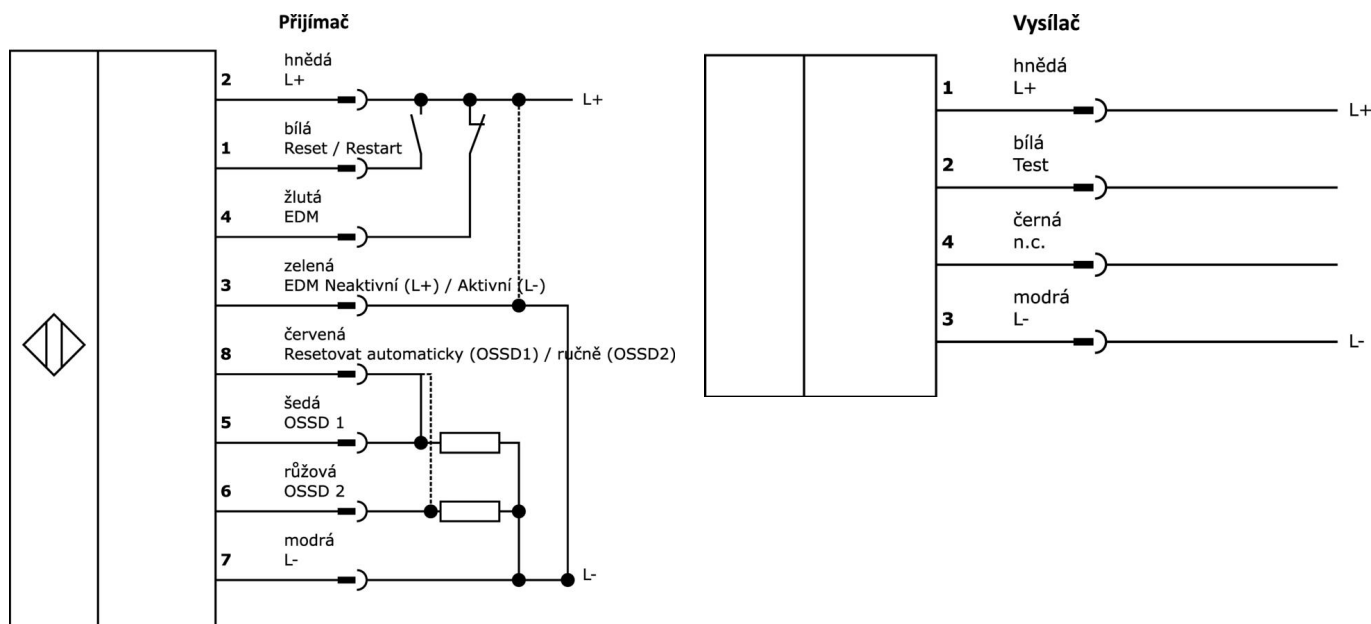 Přijímač
hnědá
2 L+
L+
bílá
1 Reset / Restart
žlutá
4 EDM
zelená
3 EDM Neaktivní (L+) / Aktivní (L-)
červená
8 Resetovat automaticky (OSSD1) / ručně (OSSD2)
šedá
5 OSSD 1
růžová
6 OSSD 2
modrá
7 L-
L-
Vysílač
hnědá
1 L+
L+
bílá
2 Test
černá
4 n.c.
modrá
3 L-
L-